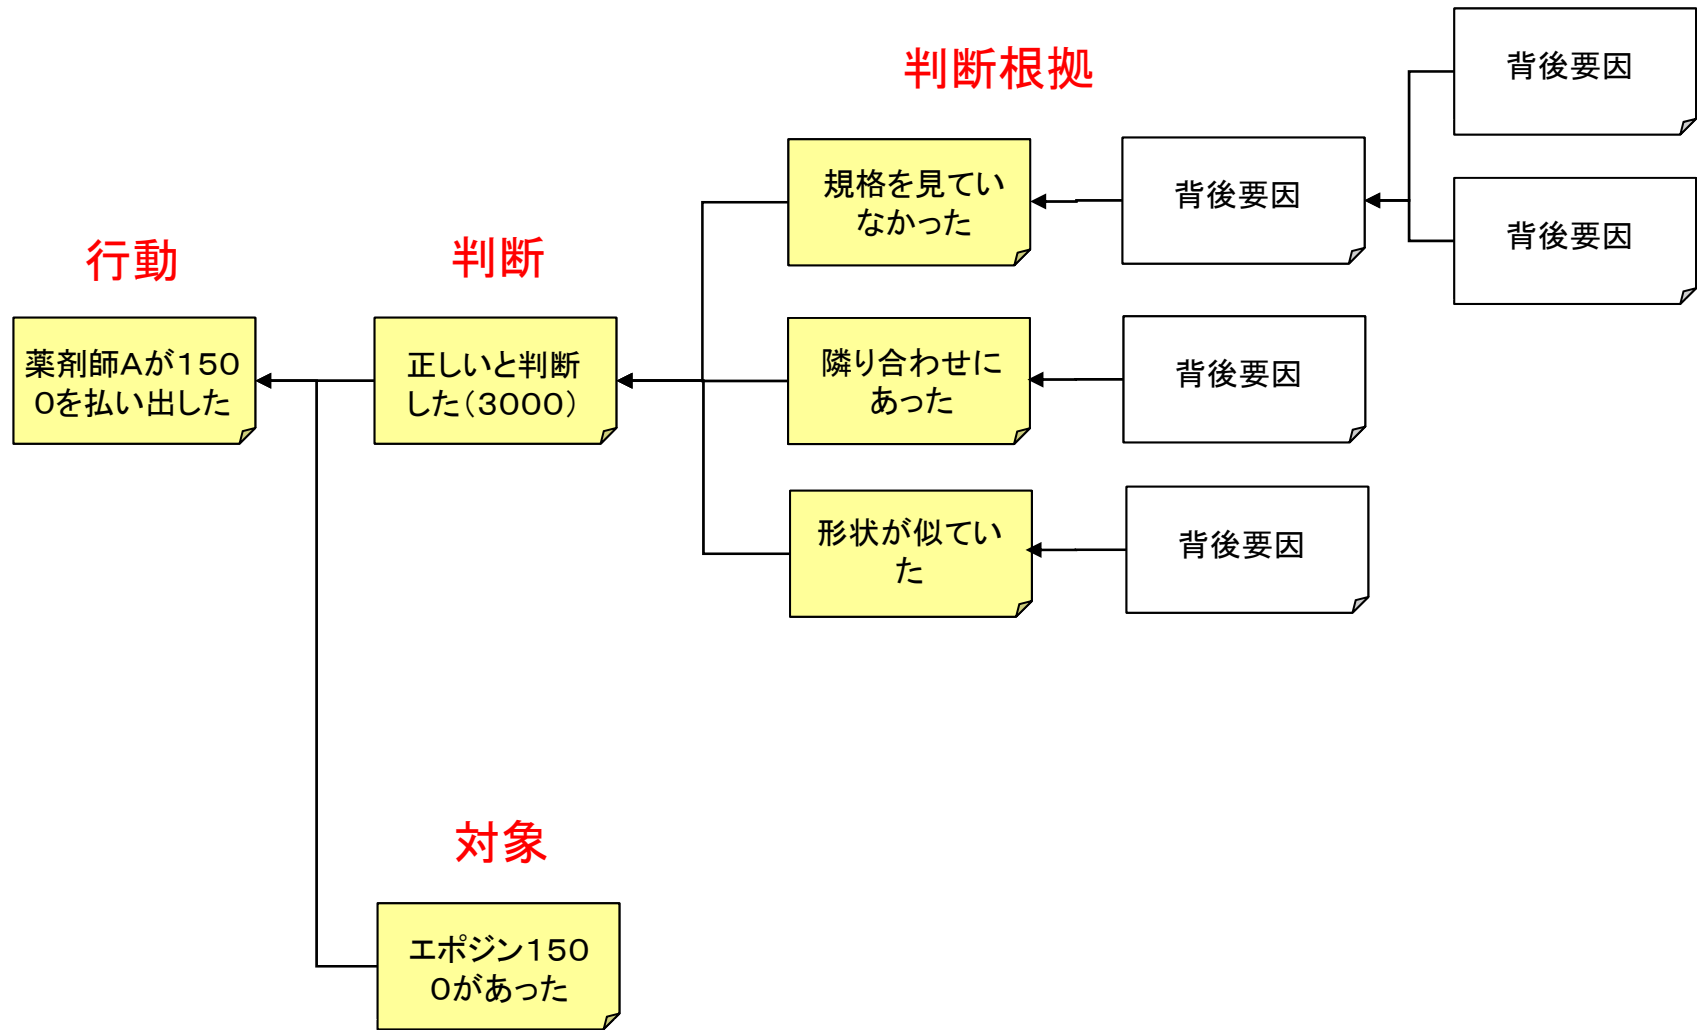 判断根拠
背後要因
規格を見てい
なかった
背後要因
背後要因
行動
判断
薬剤師Aが150
0を払い出した
正しいと判断
した(3000)
隣り合わせに
あった
背後要因
形状が似てい
た
背後要因
対象
エポジン150
0があった